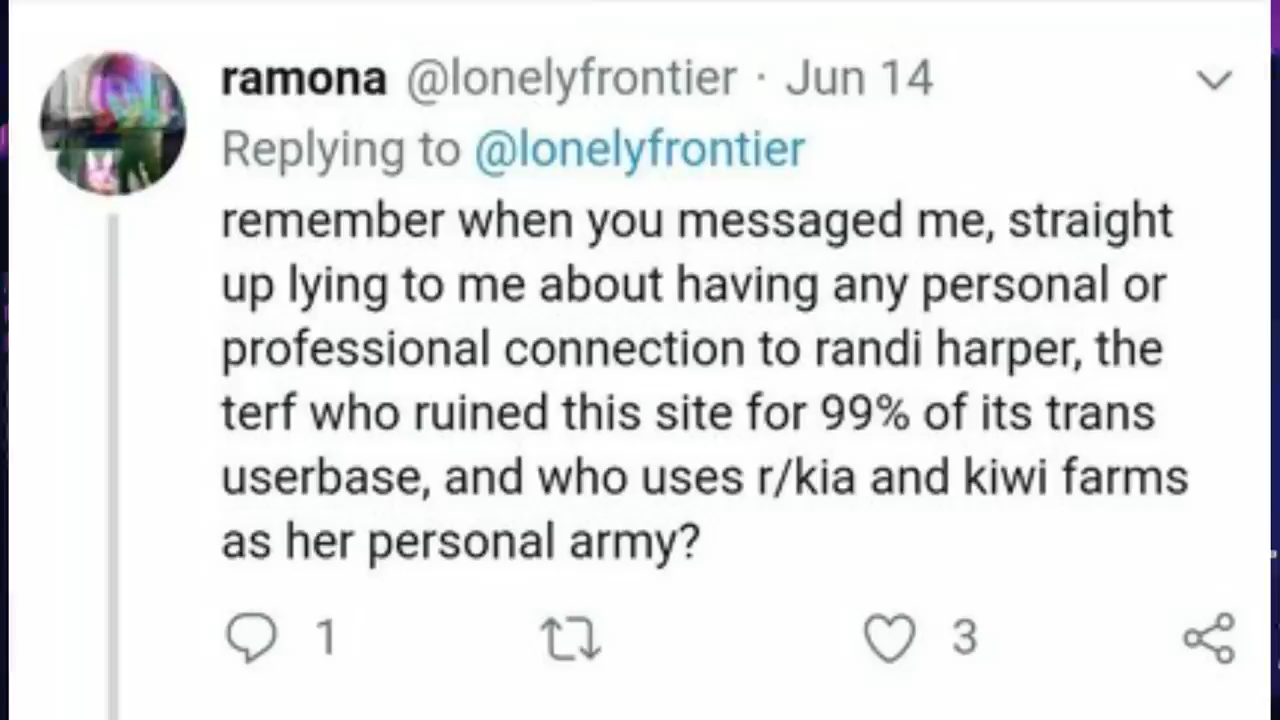 ramona @lonelyfrontier · Jun 14
Replying to @lonelyfrontier
remember when you messaged me, straight
up lying to me about having any personal or
professional connection to randi harper, the
terf who ruined this site for 99% of its trans
userbase, and who uses r/kia and kiwi farms
as her personal army?
1 3